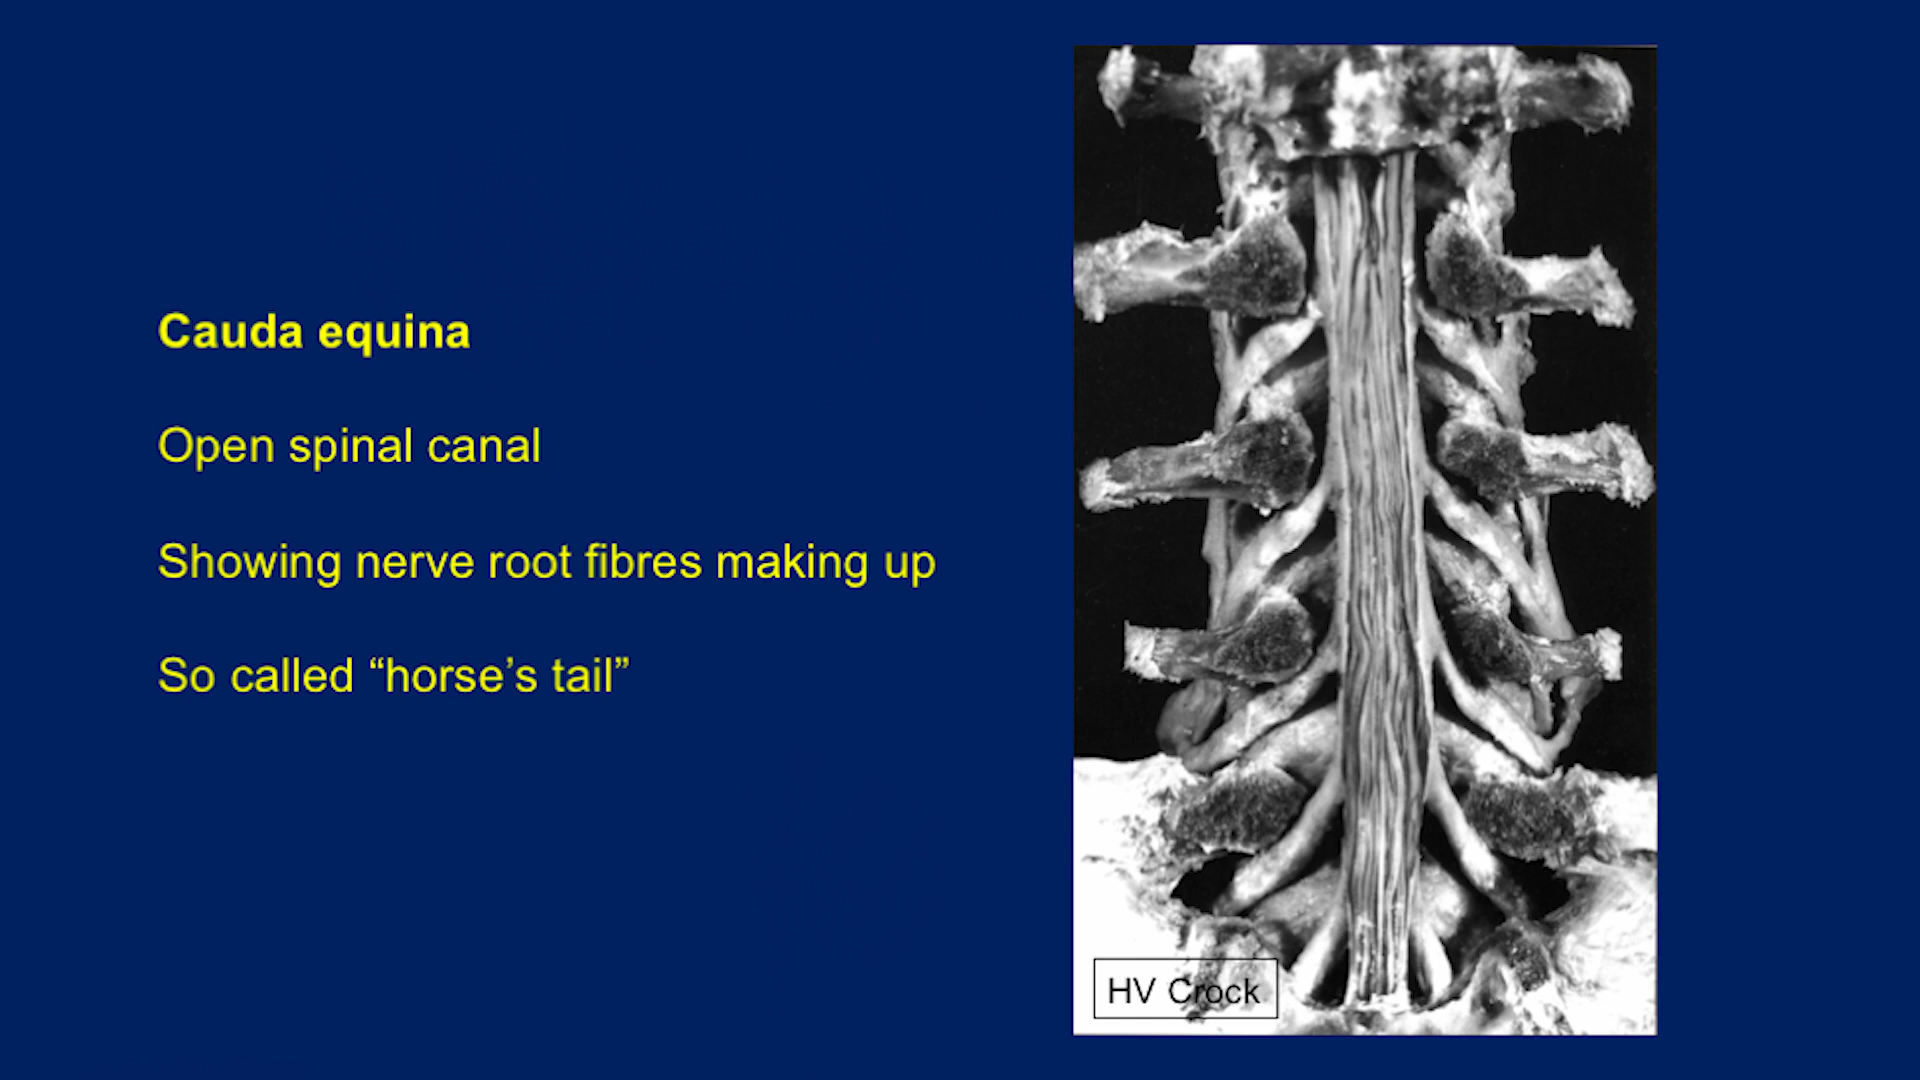 Cauda equina
Open spinal canal
Showing nerve root fibres making up
So called “horse’s tail”
HV Crock